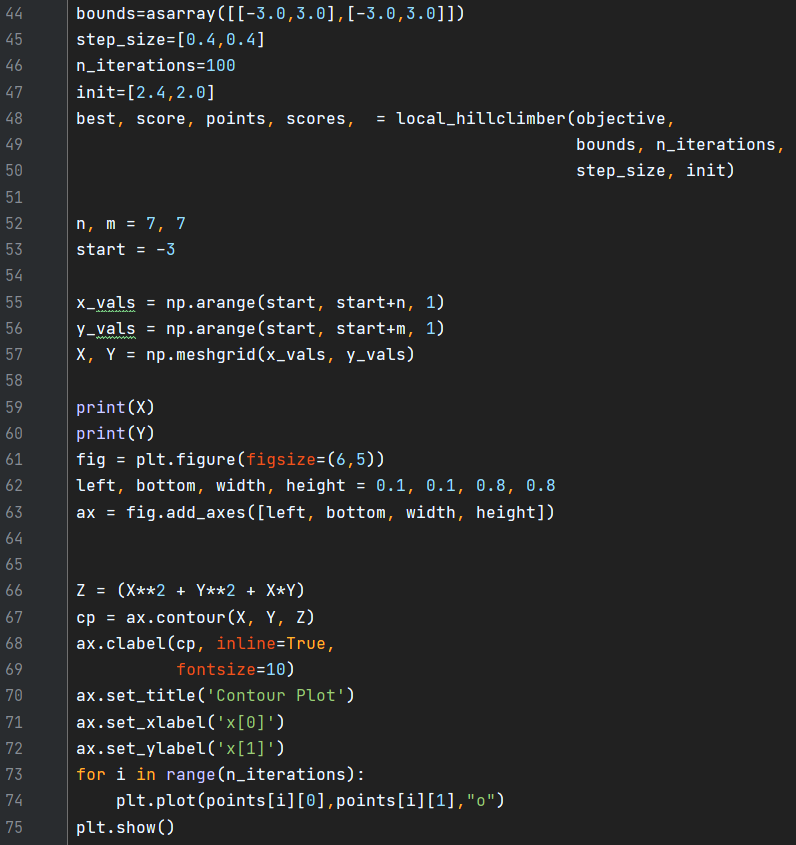 44 bounds=asarray([[-3.0,3.0],[-3.0,3.0]])
45 step_size=[0.4,0.4]
46 n_iterations=100
47 init=[2.4,2.0]
48 best, score, points, scores,  = local_hillclimber(objective,
49                                                   bounds, n_iterations,
50                                                   step_size, init)
51
52 n, m = 7, 7
53 start = -3
54
55 x_vals = np.arange(start, start+n, 1)
56 y_vals = np.arange(start, start+m, 1)
57 X, Y = np.meshgrid(x_vals, y_vals)
58
59 print(X)
60 print(Y)
61 fig = plt.figure(figsize=(6,5))
62 left, bottom, width, height = 0.1, 0.1, 0.8, 0.8
63 ax = fig.add_axes([left, bottom, width, height])
64
65
66 Z = (X**2 + Y**2 + X*Y)
67 cp = ax.contour(X, Y, Z)
68 ax.clabel(cp, inline=True,
69           fontsize=10)
70 ax.set_title('Contour Plot')
71 ax.set_xlabel('x[0]')
72 ax.set_ylabel('x[1]')
73 for i in range(n_iterations):
74     plt.plot(points[i][0],points[i][1],"o")
75 plt.show()